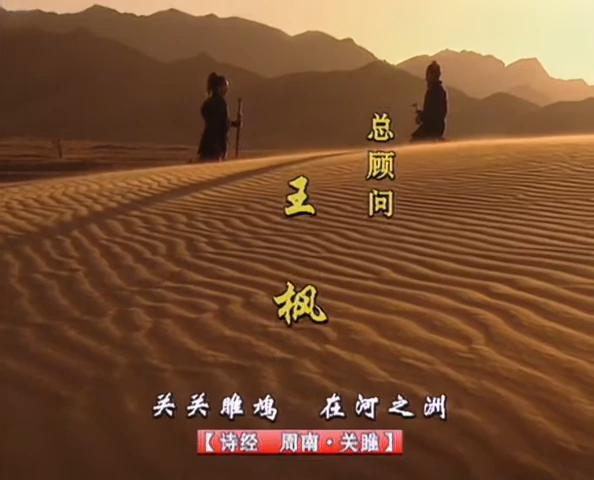 总顾问
王枫
关关雎鸠 在河之洲
【诗经 周南·关雎】